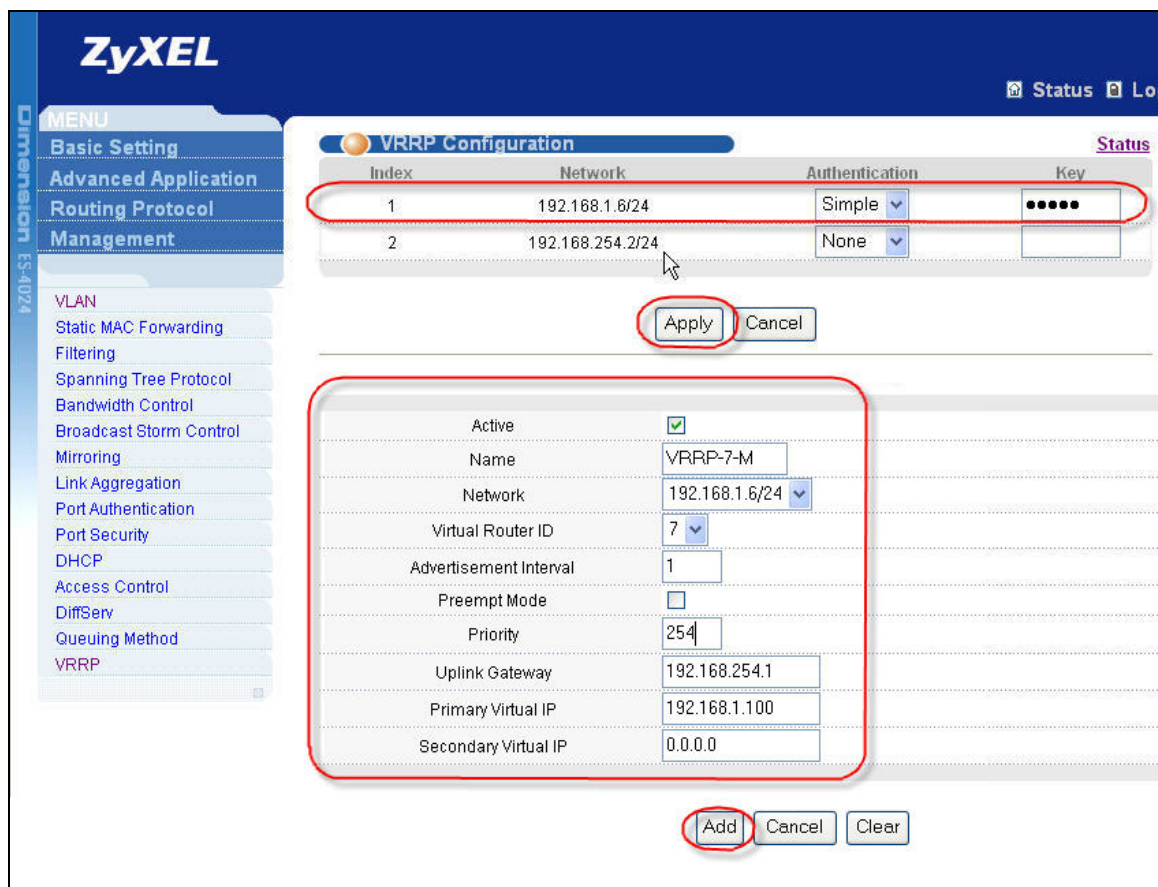 ZyXEL
Status Lo
Dimension ES-4024
MENU
Basic Setting
Advanced Application
Routing Protocol
Management
VLAN
Static MAC Forwarding
Filtering
Spanning Tree Protocol
Bandwidth Control
Broadcast Storm Control
Mirroring
Link Aggregation
Port Authentication
Port Security
DHCP
Access Control
DiffServ
Queuing Method
VRRP
VRRP Configuration Status
Index Network Authentication Key
1 192.168.1.6/24 Simple •••••
2 192.168.254.2/24 None
Apply Cancel
Active
Name VRRP-7-M
Network 192.168.1.6/24
Virtual Router ID 7
Advertisement Interval 1
Preempt Mode
Priority 254
Uplink Gateway 192.168.254.1
Primary Virtual IP 192.168.1.100
Secondary Virtual IP 0.0.0.0
Add Cancel Clear